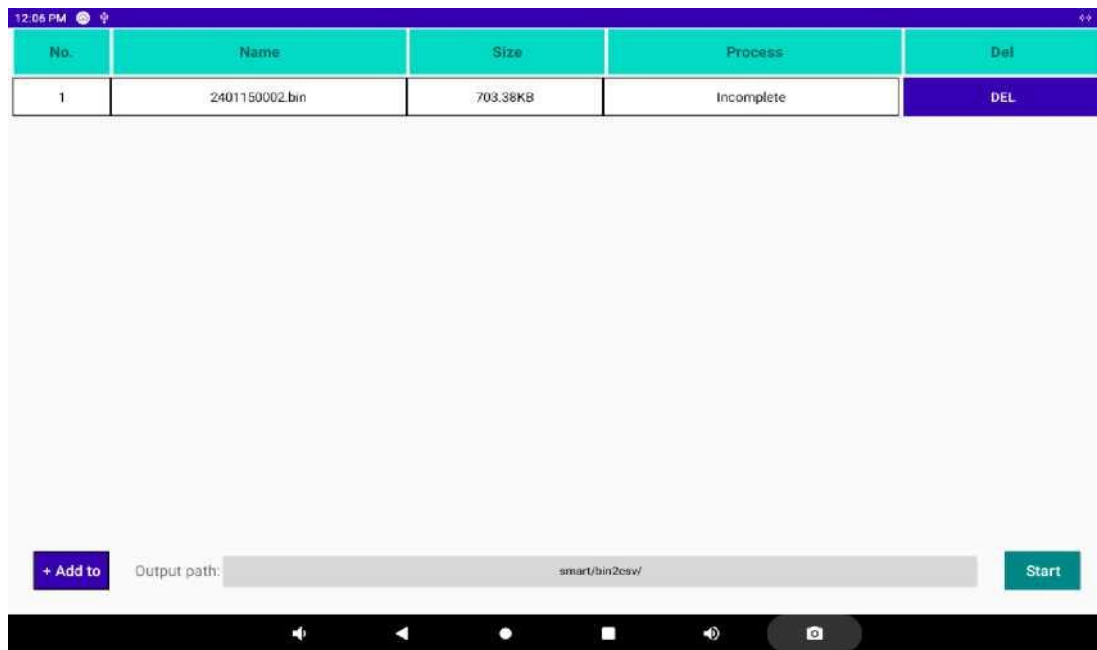 12:06 PM
No. Name Size Process Del
1 2401150002.bin 703.38KB Incomplete DEL
+ Add to Output path: smart/bin2csv/ Start